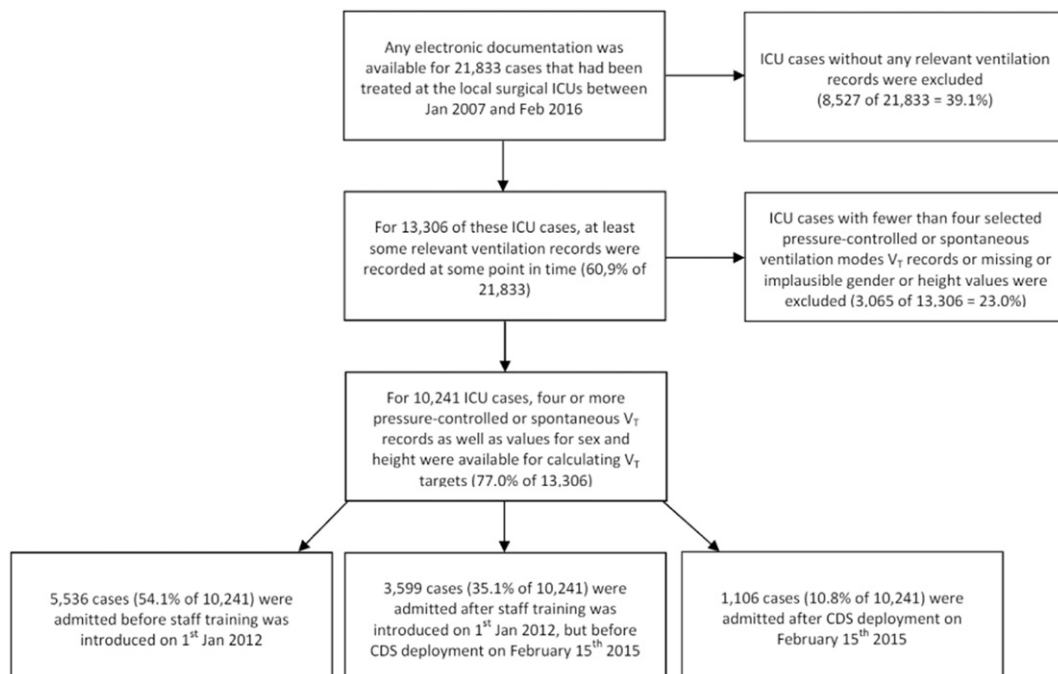 Any electronic documentation was
available for 21,833 cases that had been
treated at the local surgical ICUs between
Jan 2007 and Feb 2016
ICU cases without any relevant ventilation
records were excluded
(8,527 of 21,833 = 39.1%)
For 13,306 of these ICU cases, at least
some relevant ventilation records were
recorded at some point in time (60,9% of
21,833)
ICU cases with fewer than four selected
pressure-controlled or spontaneous
ventilation modes V_T records or missing or
implausible gender or height values were
excluded (3,065 of 13,306 = 23.0%)
For 10,241 ICU cases, four or more
pressure-controlled or spontaneous V_T
records as well as values for sex and
height were available for calculating V_T
targets (77.0% of 13,306)
5,536 cases (54.1% of 10,241) were
admitted before staff training was
introduced on 1st Jan 2012
3,599 cases (35.1% of 10,241) were
admitted after staff training was
introduced on 1st Jan 2012, but before
CDS deployment on February 15th 2015
1,106 cases (10.8% of 10,241) were
admitted after CDS deployment on
February 15th 2015